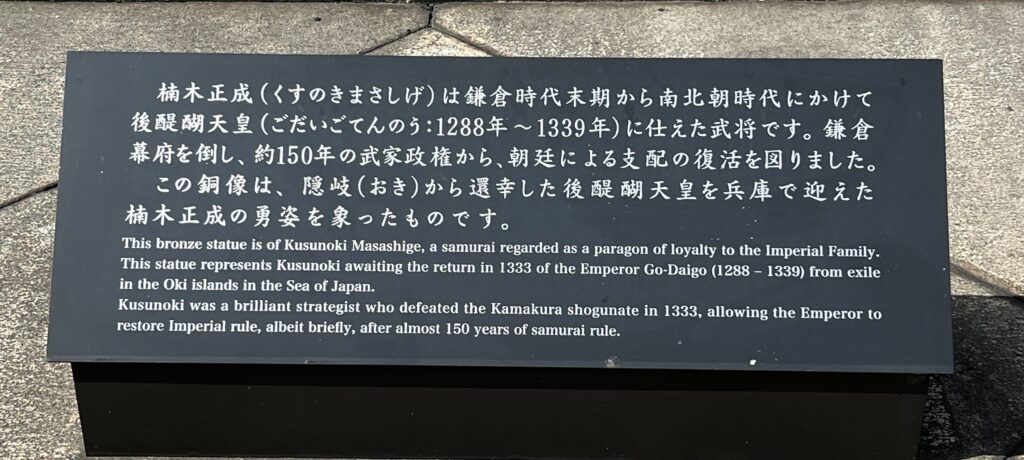 楠木正成（くすのきまさしげ）は鎌倉時代末期から南北朝時代にかけて
後醍醐天皇（ごだいごてんのう：1288年～1339年）に仕えた武将です。鎌倉
幕府を倒し、約150年の武家政権から、朝廷による支配の復活を図りました。
この銅像は、隠岐（おき）から還幸した後醍醐天皇を兵庫で迎えた
楠木正成の勇姿を象ったものです。
This bronze statue is of Kusunoki Masashige, a samurai regarded as a paragon of loyalty to the Imperial Family.
This statue represents Kusunoki awaiting the return in 1333 of the Emperor Go-Daigo (1288 – 1339) from exile
in the Oki islands in the Sea of Japan.
Kusunoki was a brilliant strategist who defeated the Kamakura shogunate in 1333, allowing the Emperor to
restore Imperial rule, albeit briefly, after almost 150 years of samurai rule.